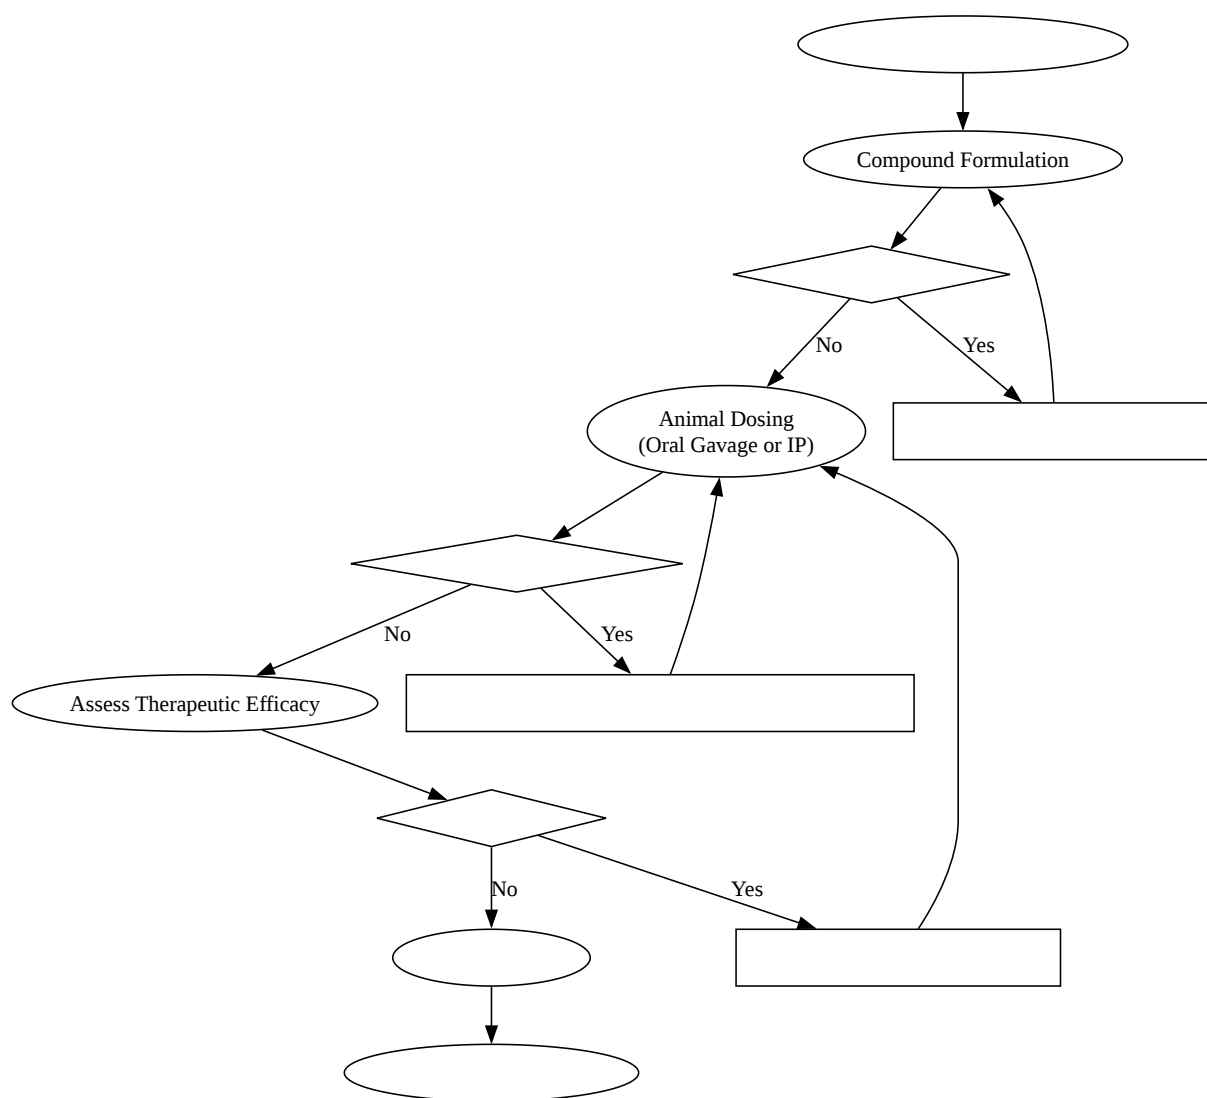 Compound Formulation
No
Yes
Animal Dosing
(Oral Gavage or IP)
No
Yes
Assess Therapeutic Efficacy
No
Yes